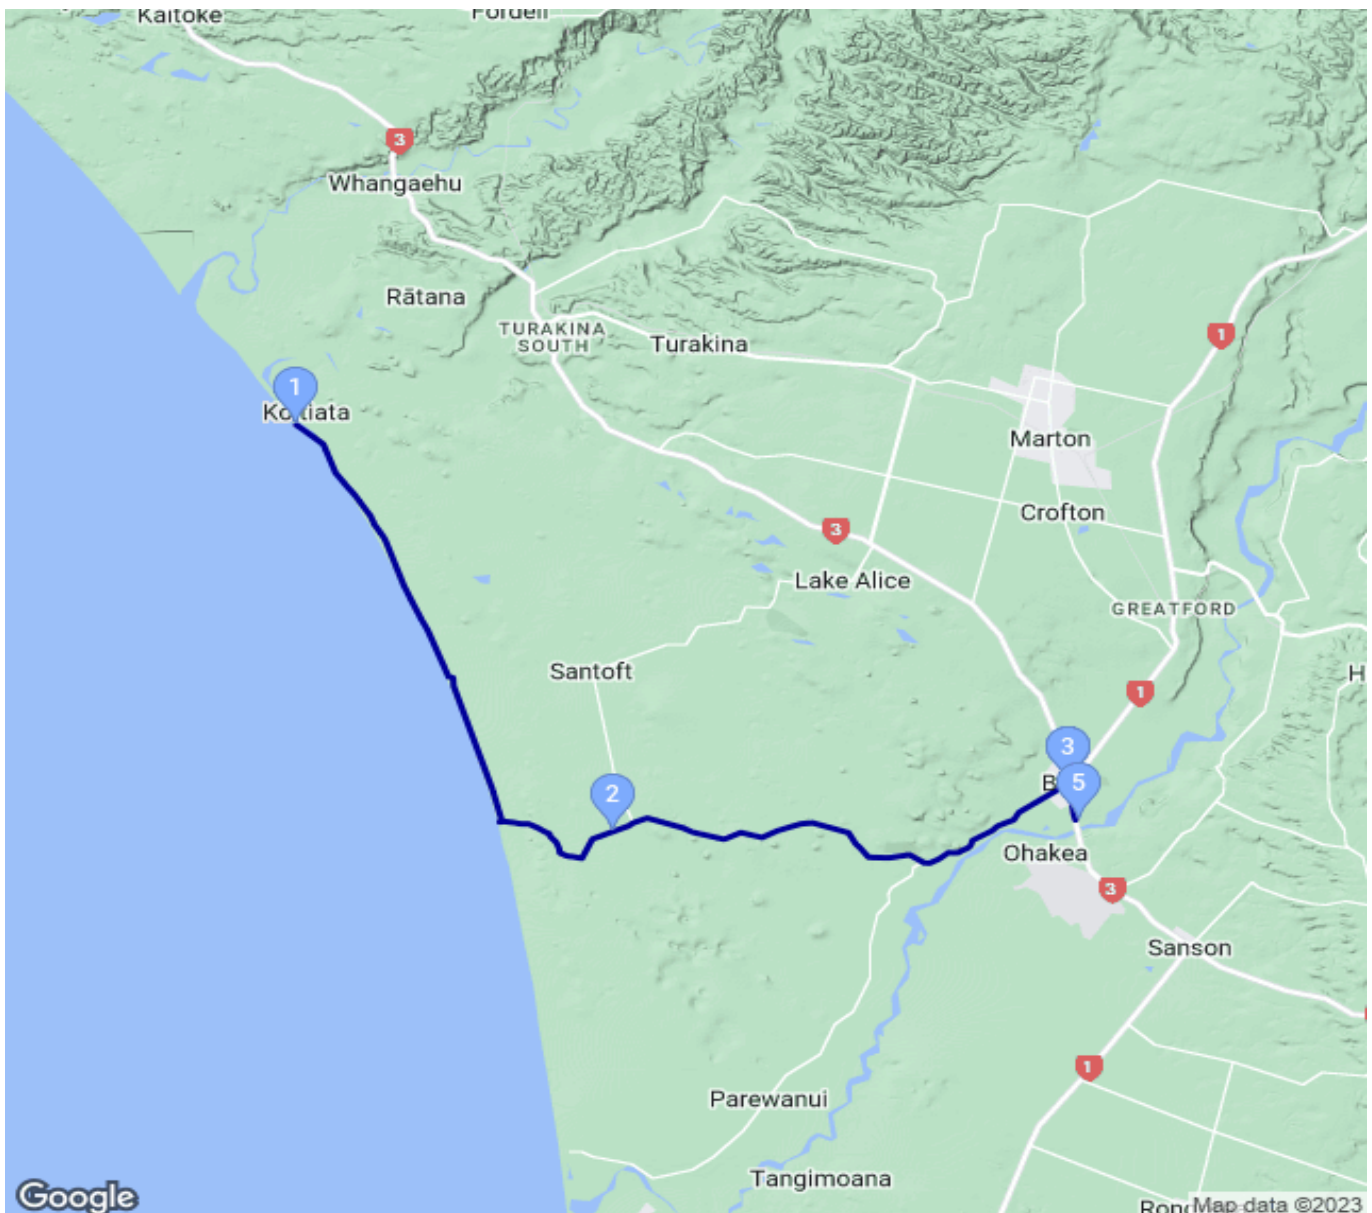 Kaitoke
Fordell
3
Whangaehu
Rātana
TURAKINA
SOUTH
Turakina
1
1
Marton
Crofton
3
Lake Alice
GREATFORD
Santoft
1
3
2
5
Ohakea
3
Sanson
1
Parewanui
Tangimoana
Google
Map data ©2023